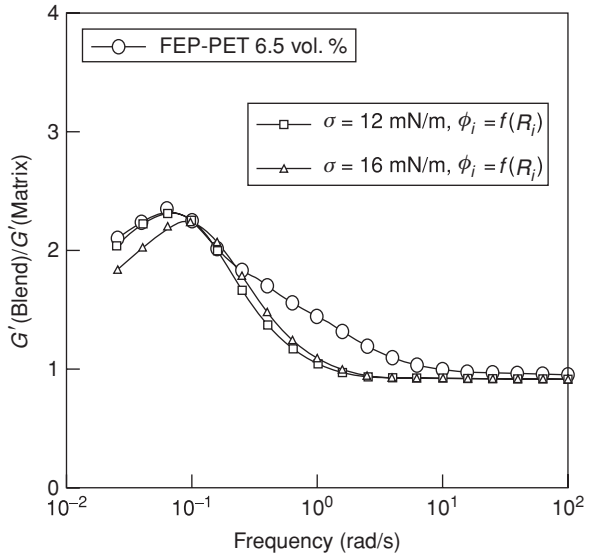 4
FEP-PET 6.5 vol. %
σ = 12 mN/m, ϕᵢ = f(Rᵢ)
σ = 16 mN/m, ϕᵢ = f(Rᵢ)
3
2
1
0
G′(Blend)/G′(Matrix)
10⁻² 10⁻¹ 10⁰ 10¹ 10²
Frequency (rad/s)